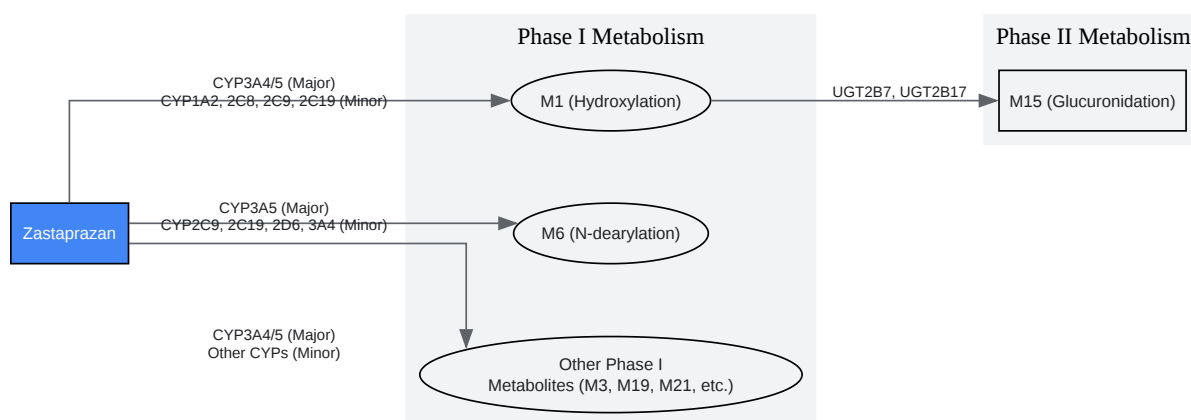 Phase I Metabolism
Phase II Metabolism
CYP3A4/5 (Major)
CYP1A2, 2C8, 2C9, 2C19 (Minor)
M1 (Hydroxylation)
UGT2B7, UGT2B17
M15 (Glucuronidation)
CYP3A5 (Major)
CYP2C9, 2C19, 2D6, 3A4 (Minor)
Zastaprazan
M6 (N-dearylation)
CYP3A4/5 (Major)
Other CYPs (Minor)
Other Phase I
Metabolites (M3, M19, M21, etc.)